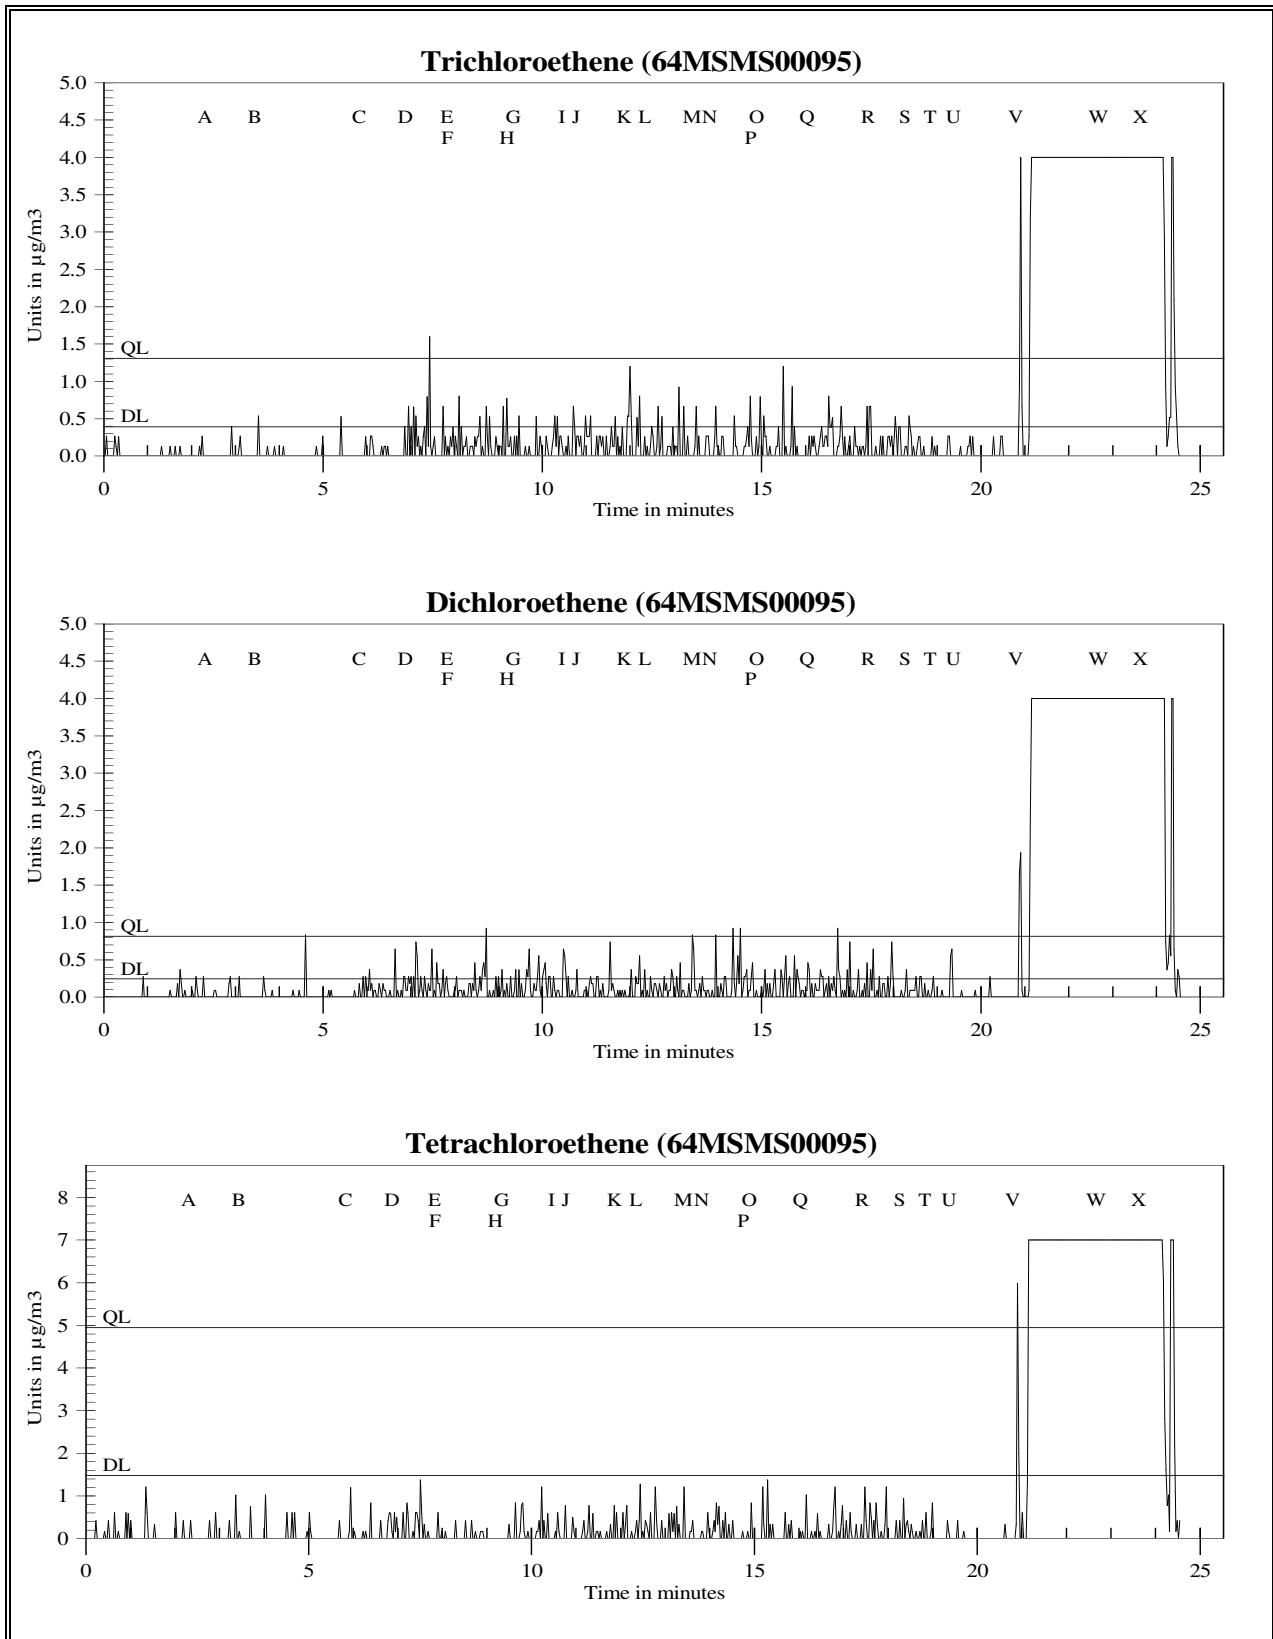 Trichloroethene (64MSMS00095)
5.0
A B C D E G I J K L M N O Q R S T U V W X
4.5
F H P
4.0
3.5
3.0
2.5
2.0
1.5
QL
1.0
0.5
DL
0.0
Units in µg/m3
0 5 10 15 20 25
Time in minutes
Dichloroethene (64MSMS00095)
5.0
A B C D E G I J K L M N O Q R S T U V W X
4.5
F H P
4.0
3.5
3.0
2.5
2.0
1.5
1.0
QL
0.5
DL
0.0
Units in µg/m3
0 5 10 15 20 25
Time in minutes
Tetrachloroethene (64MSMS00095)
8 A B C D E G I J K L M N O Q R S T U V W X
F H P
7
6
QL
5
4
3
2
DL
1
0
Units in µg/m3
0 5 10 15 20 25
Time in minutes